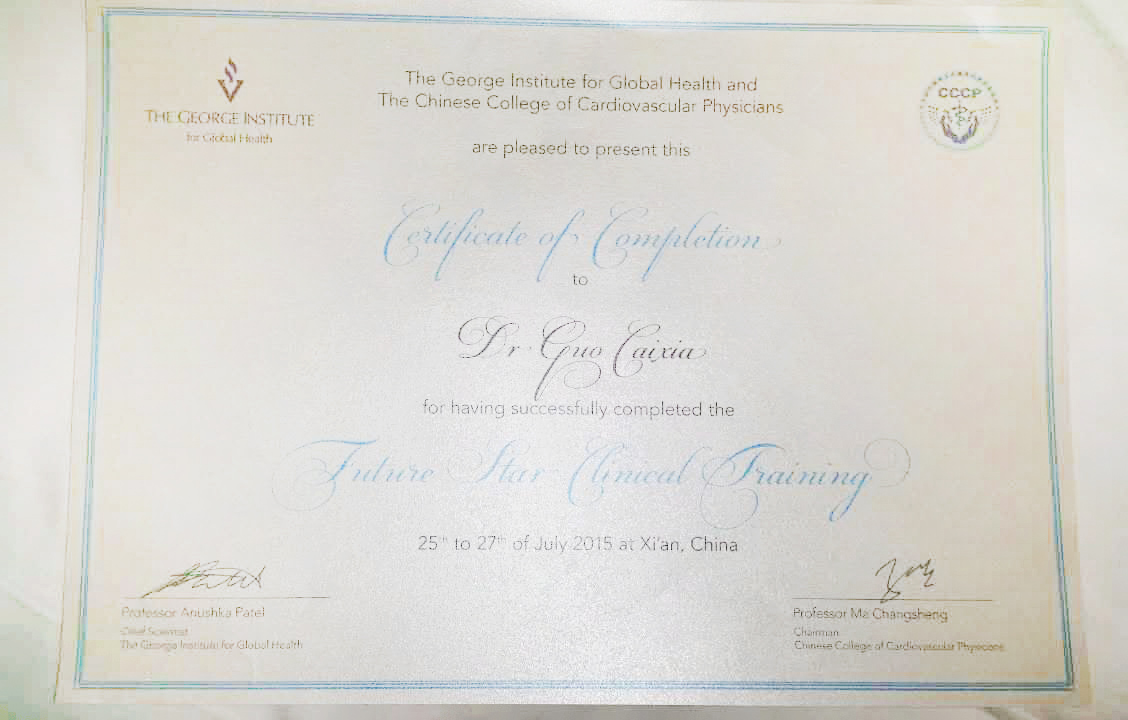 THE GEORGE INSTITUTE
for Global Health
The George Institute for Global Health and
The Chinese College of Cardiovascular Physicians
CCCP
are pleased to present this
Certificate of Completion
to
Dr Guo Caixia
for having successfully completed the
Future Star Clinical Training
25th to 27th of July 2015 at Xi'an, China
Professor Anushka Patel
Chief Scientist
The George Institute for Global Health
Professor Ma Changsheng
Chairman
Chinese College of Cardiovascular Physicians